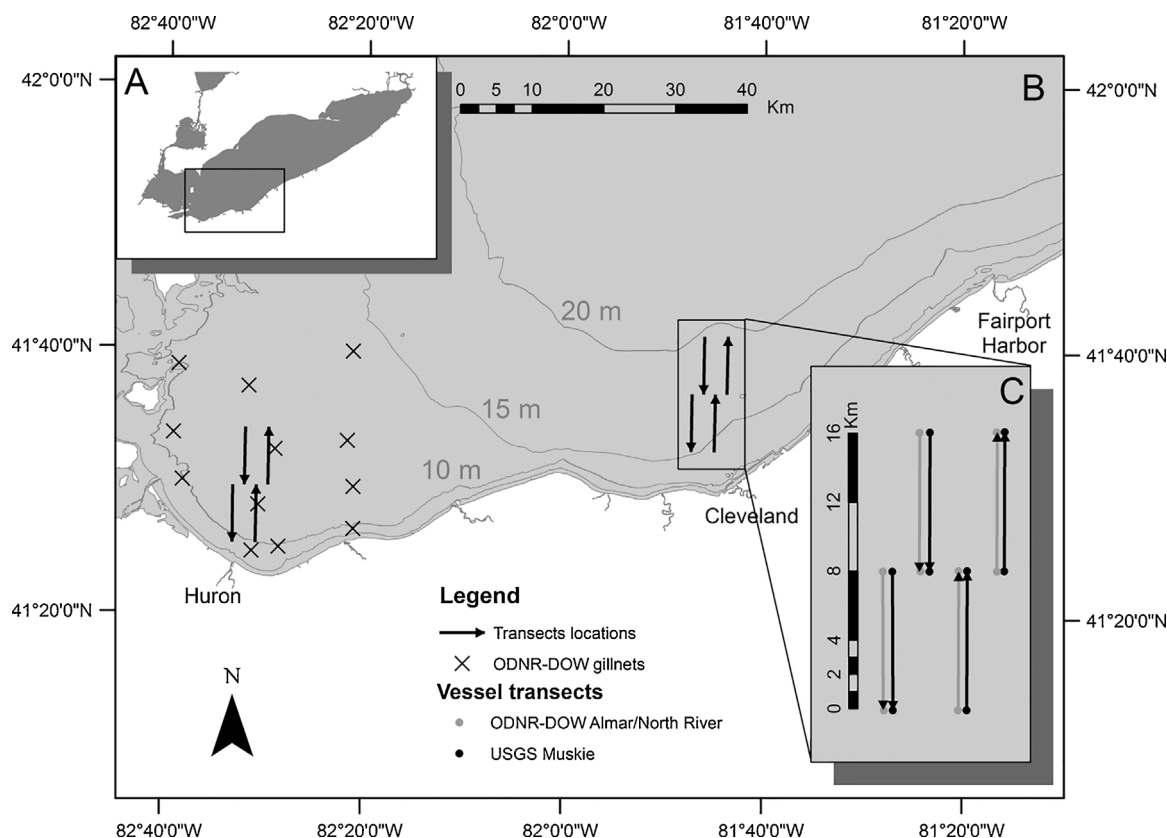 82°40'0"W 82°20'0"W 82°0'0"W 81°40'0"W 81°20'0"W
A
B
0 5 10 20 30 40
Km
42°0'0"N
42°0'0"N
20 m
Fairport
Harbor
41°40'0"N
41°40'0"N
C
15 m
10 m
Km
16
12
8
4
2
0
Cleveland
Huron
41°20'0"N
41°20'0"N
Legend
Transects locations
ODNR-DOW gillnets
Vessel transects
ODNR-DOW Almar/North River
USGS Muskie
N
82°40'0"W 82°20'0"W 82°0'0"W 81°40'0"W 81°20'0"W